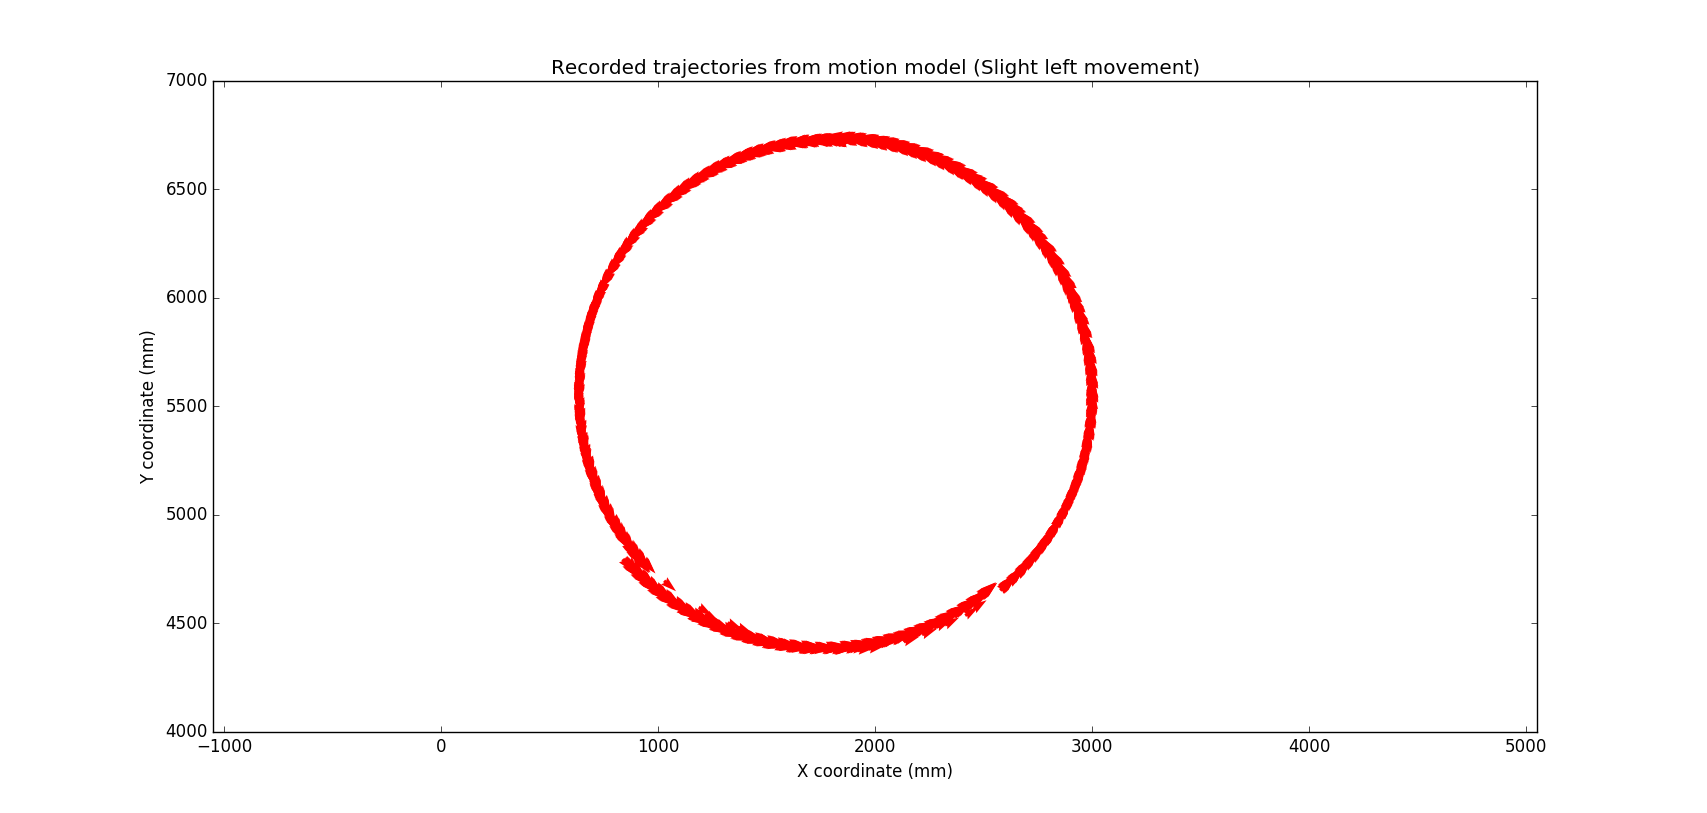 Recorded trajectories from motion model (Slight left movement)
7000
6500
6000
5500
5000
4500
4000
Y coordinate (mm)
−1000 0 1000 2000 3000 4000 5000
X coordinate (mm)